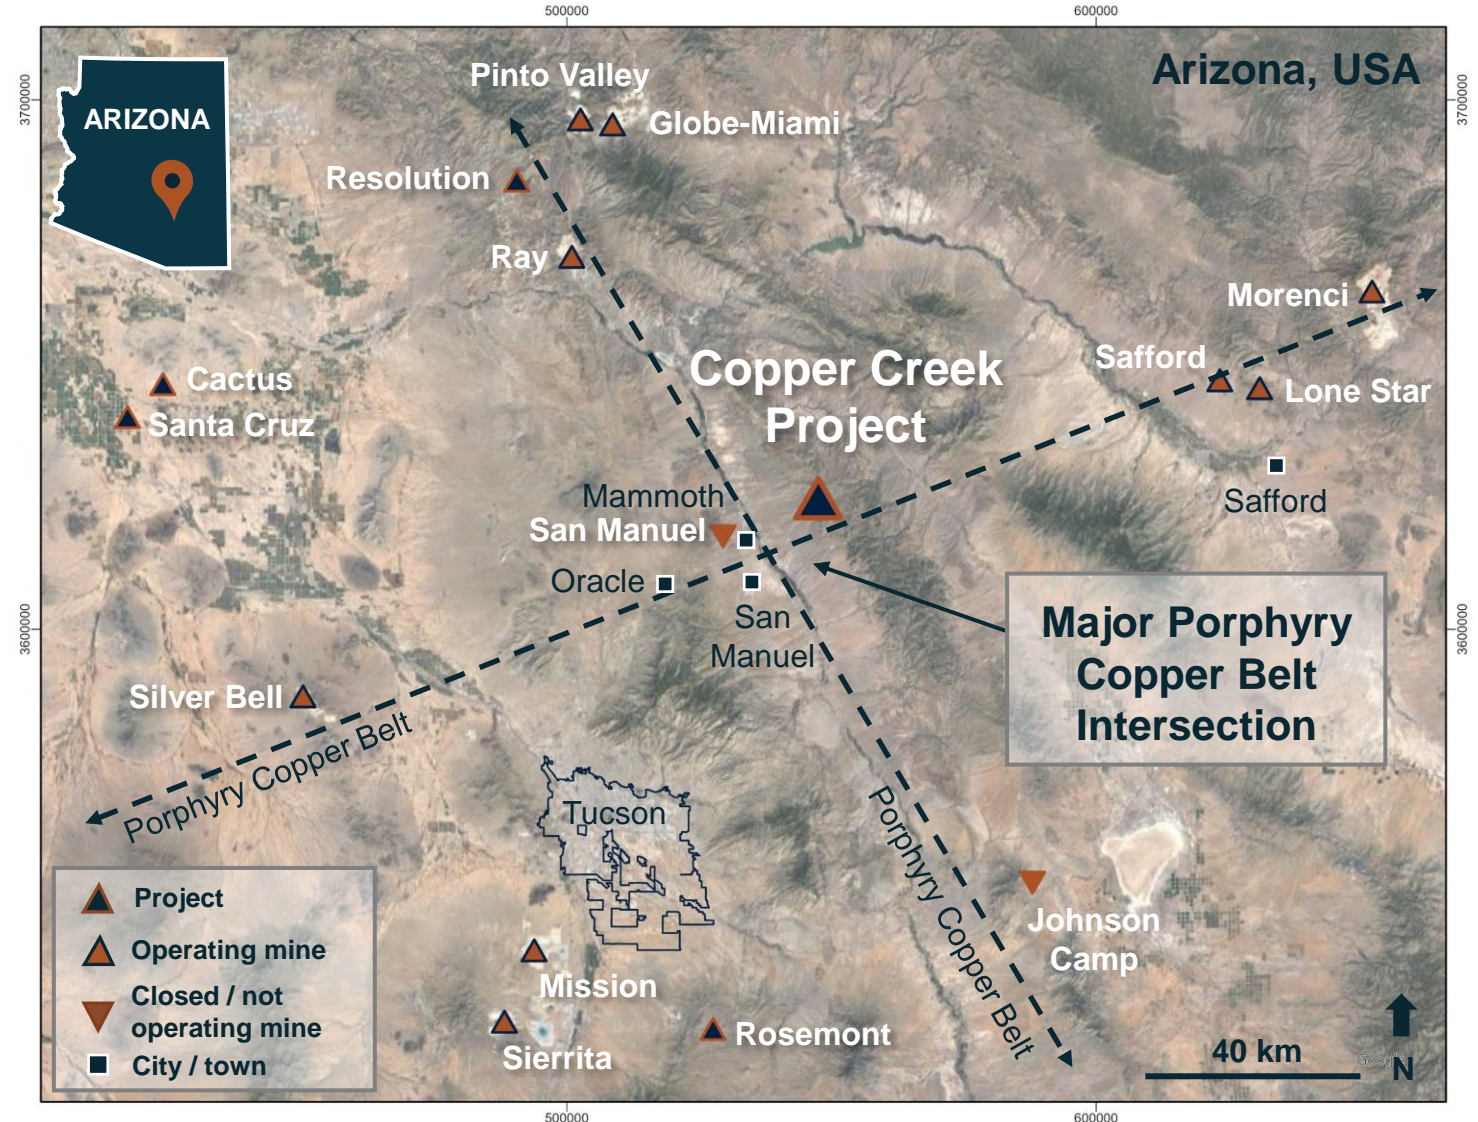 500000
600000
Arizona, USA
3700000
3700000
ARIZONA
Pinto Valley
Globe-Miami
Resolution
Ray
Morenci
Safford
Lone Star
Copper Creek
Project
Cactus
Santa Cruz
Safford
Mammoth
San Manuel
Oracle
San
Manuel
3600000
3600000
Major Porphyry
Copper Belt
Intersection
Silver Bell
Porphyry Copper Belt
Tucson
Porphyry Copper Belt
Johnson
Camp
Mission
Sierrita
Rosemont
Project
Operating mine
Closed / not
operating mine
City / town
40 km
Google
N
500000
600000